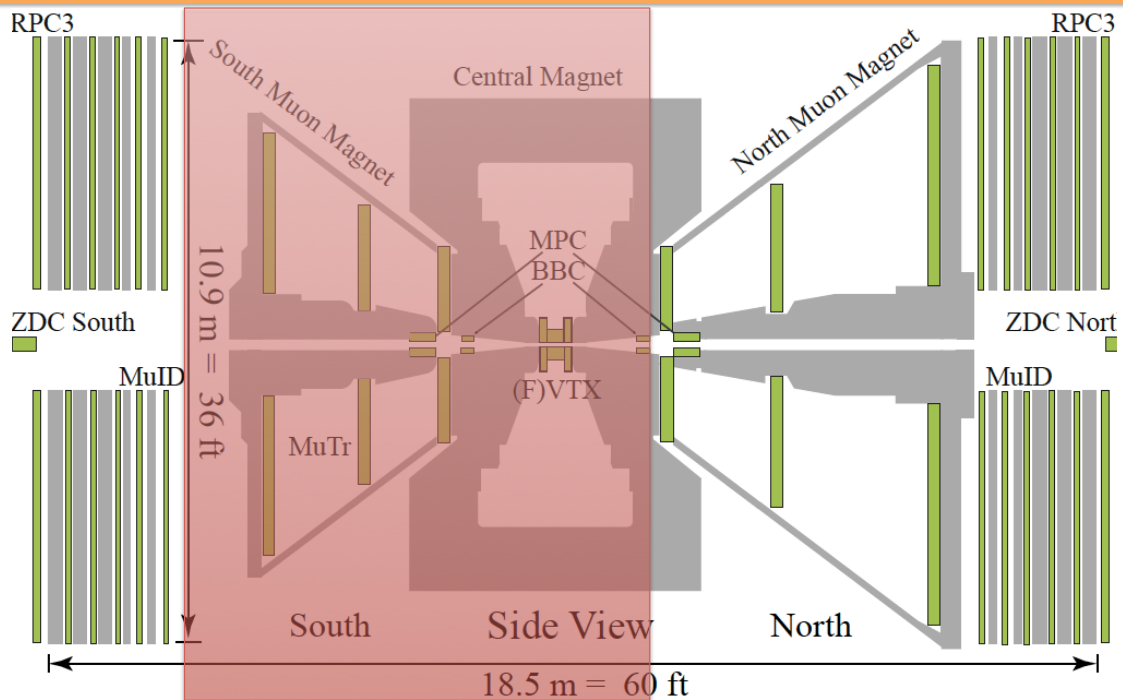 RPC3
RPC3
South Muon Magnet
Central Magnet
North Muon Magnet
10.9 m = 36 ft
MPC
BBC
ZDC South
ZDC Nort
MuID
(F)VTX
MuID
MuTr
South
Side View
North
18.5 m = 60 ft